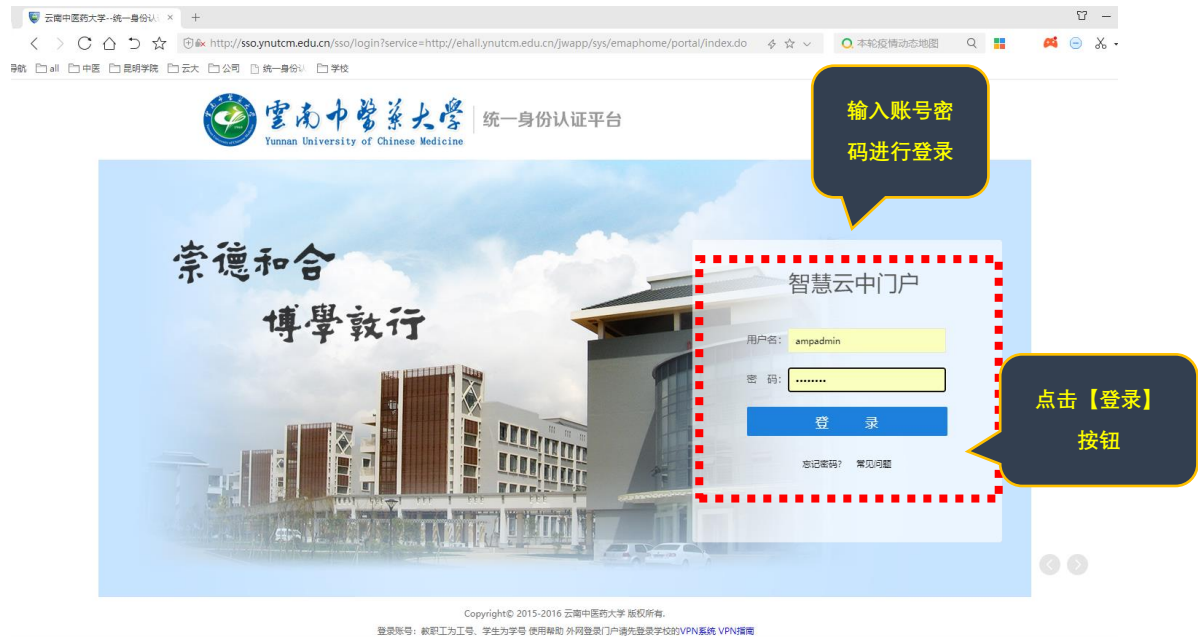 云南中医药大学--统一身份认
http://sso.ynutcm.edu.cn/sso/login?service=http://ehall.ynutcm.edu.cn/jwapp/sys/emaphome/portal/index.do
本轮疫情动态地图
导航 all 中医 昆明学院 云大 公司 统一身份认 学校
雲南中醫藥大學
Yunnan University of Chinese Medicine
统一身份认证平台
输入账号密
码进行登录
崇德和合
博學敦行
智慧云中门户
用户名: ampadmin
密 码: ••••••••
登 录
忘记密码? 常见问题
点击【登录】
按钮
Copyright© 2015-2016 云南中医药大学 版权所有.
登录账号: 教职工为工号、学生为学号 使用帮助 外网登录门户请先登录学校的VPN系统 VPN指南